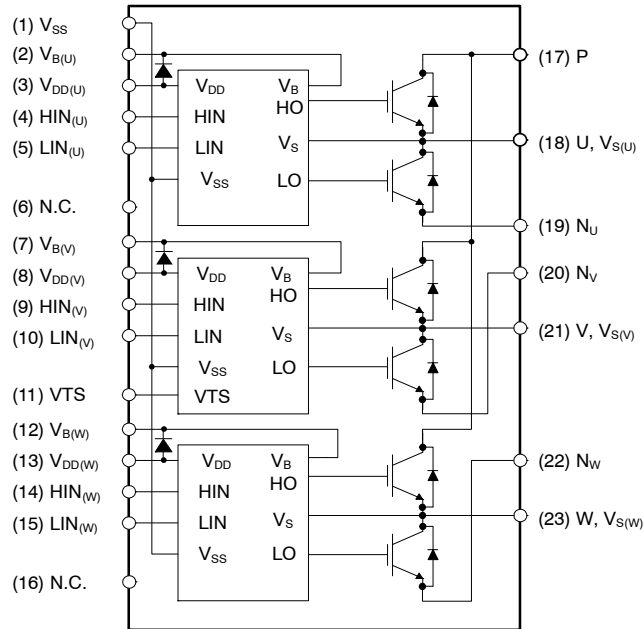 (1) VSS
(2) VB(U)
(3) VDD(U)
(4) HIN(U)
(5) LIN(U)
(6) N.C.
(7) VB(V)
(8) VDD(V)
(9) HIN(V)
(10) LIN(V)
(11) VTS
(12) VB(W)
(13) VDD(W)
(14) HIN(W)
(15) LIN(W)
(16) N.C.
VDD
HIN
LIN
VSS
VB
HO
VS
LO
VDD
HIN
LIN
VSS
VTS
VB
HO
VS
LO
VDD
HIN
LIN
VSS
VB
HO
VS
LO
(17) P
(18) U, VS(U)
(19) NU
(20) NV
(21) V, VS(V)
(22) NW
(23) W, VS(W)